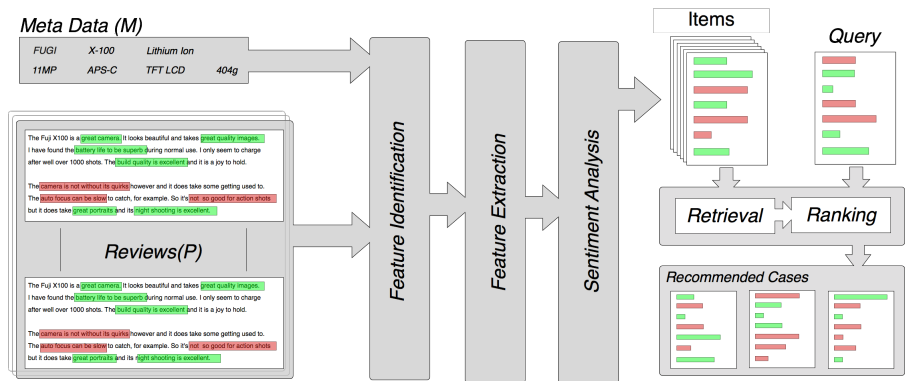 Meta Data (M)
FUGI X-100 Lithium Ion
11MP APS-C TFT LCD 404g
The Fuji X100 is a great camera. It looks beautiful and takes great quality images.
I have found the battery life to be superb during normal use. I only seem to charge
after well over 1000 shots. The build quality is excellent and it is a joy to hold.
The camera is not without its quirks however and it does take some getting used to.
The auto focus can be slow to catch, for example. So it's not so good for action shots
but it does take great portraits and its night shooting is excellent.
Reviews(P)
The Fuji X100 is a great camera. It looks beautiful and takes great quality images.
I have found the battery life to be superb during normal use. I only seem to charge
after well over 1000 shots. The build quality is excellent and it is a joy to hold.
The camera is not without its quirks however and it does take some getting used to.
The auto focus can be slow to catch, for example. So it's not so good for action shots
but it does take great portraits and its night shooting is excellent.
Feature Identification
Feature Extraction
Sentiment Analysis
Items
Query
Retrieval
Ranking
Recommended Cases